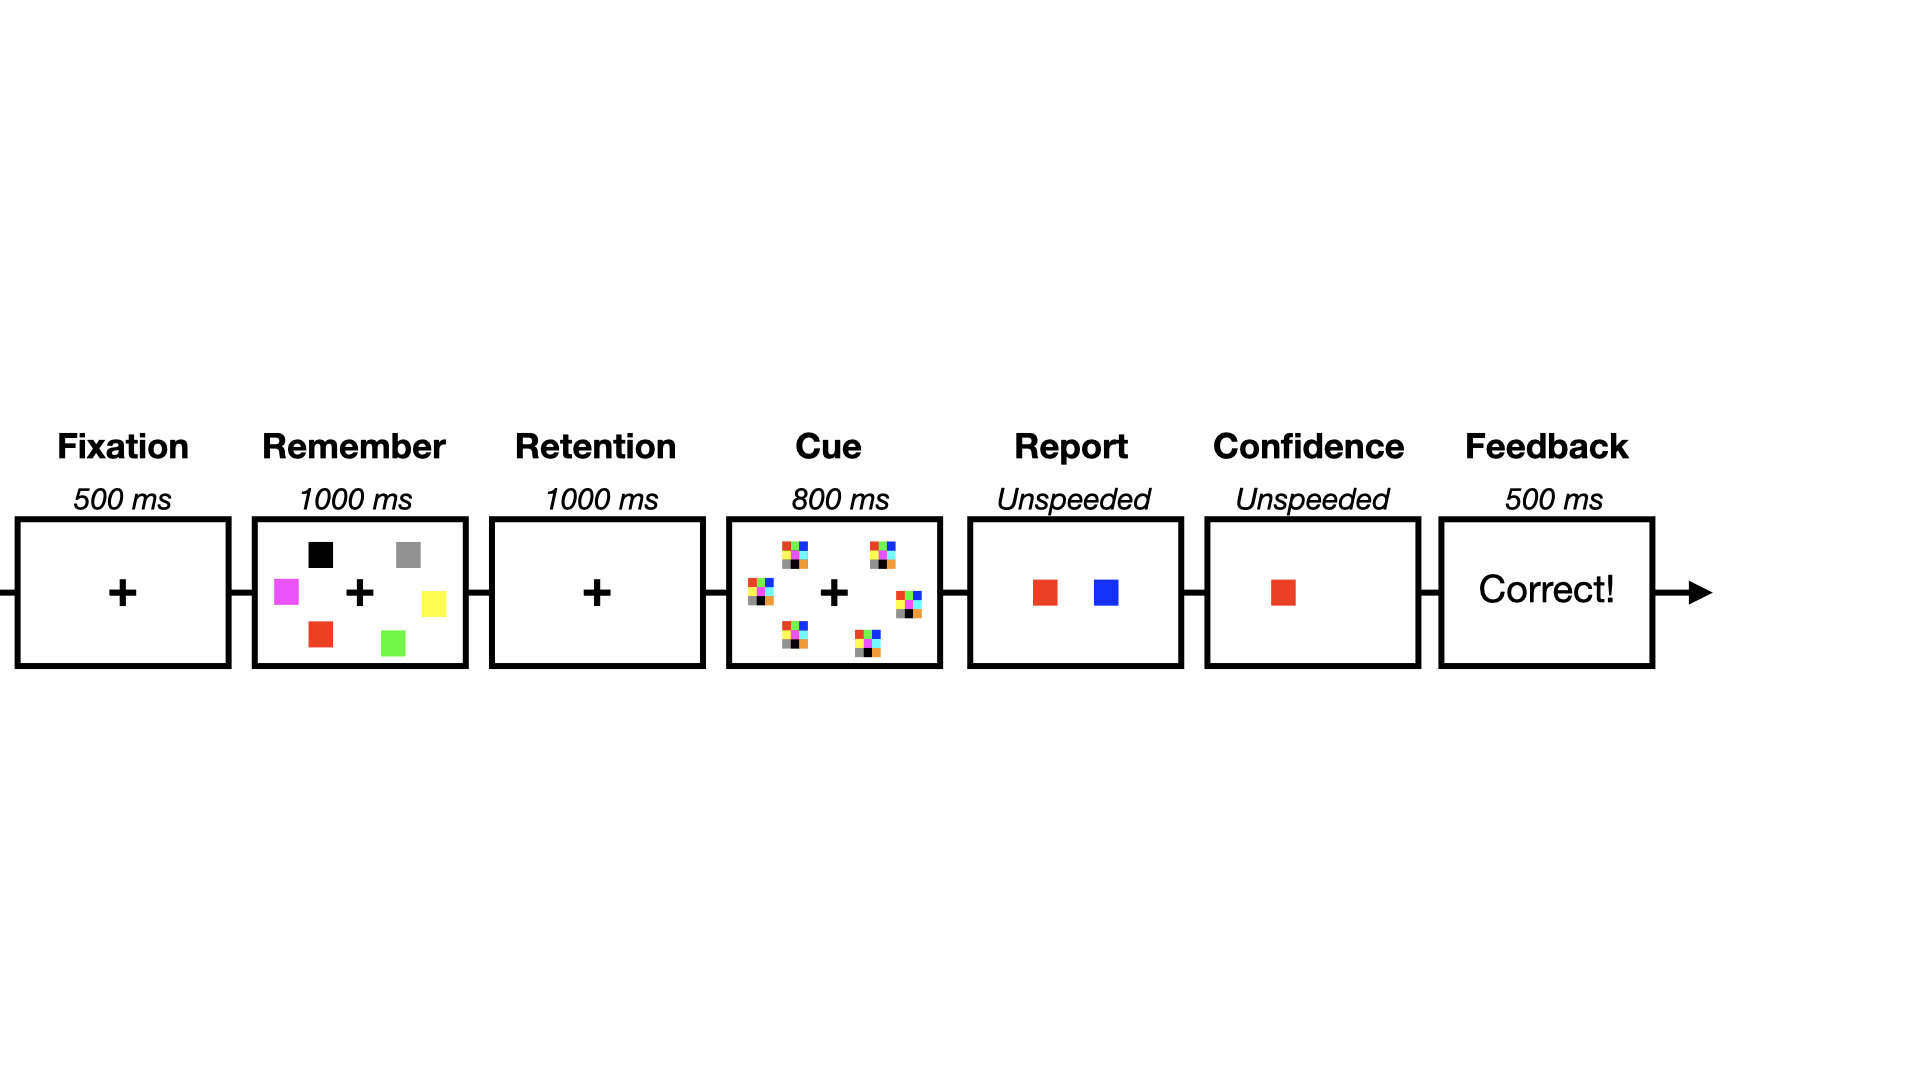 Fixation Remember Retention Cue Report Confidence Feedback
500 ms 1000 ms 1000 ms 800 ms Unspeeded Unspeeded 500 ms
Correct!